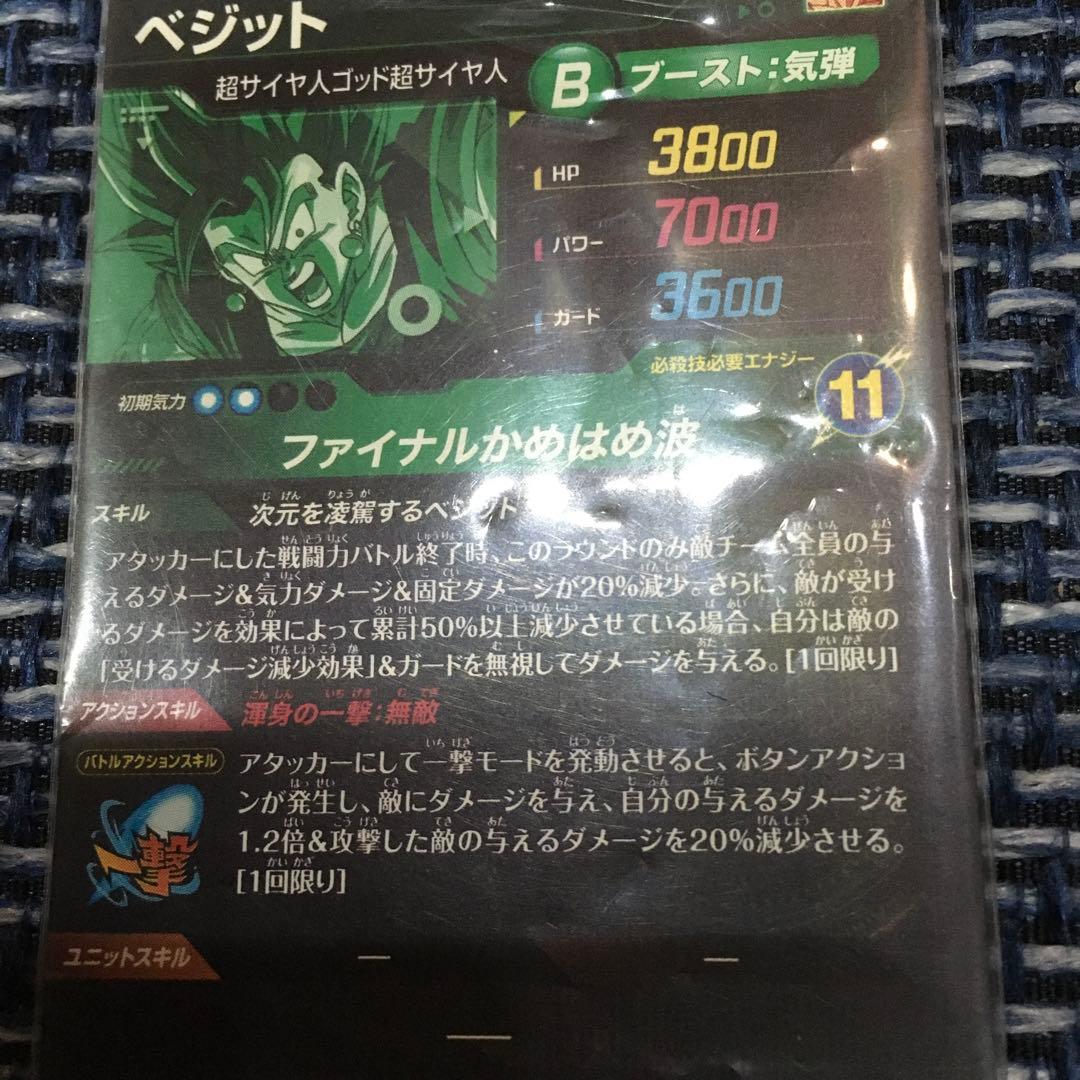 ベジット
超サイヤ人ゴッド超サイヤ人
B ブースト:気弾
HP 3800
パワー 7000
ガード 3600
必殺技必要エナジー
11
初期気力
ファイナルかめはめ波
スキル 次元を凌駕するベジット
アタッカーにした戦闘力バトル終了時、このラウンドのみ敵チーム全員の与
えるダメージ&気力ダメージ&固定ダメージが20%減少。さらに、敵が受け
るダメージを効果によって累計50%以上減少させている場合、自分は敵の
「受けるダメージ減少効果」&ガードを無視してダメージを与える。[1回限り]
アクションスキル 渾身の一撃:無敵
バトルアクションスキル
アタッカーにして一撃モードを発動させると、ボタンアクショ
ンが発生し、敵にダメージを与え、自分の与えるダメージを
1.2倍&攻撃した敵の与えるダメージを20%減少させる。
[1回限り]
一撃
ユニットスキル ― ―
―